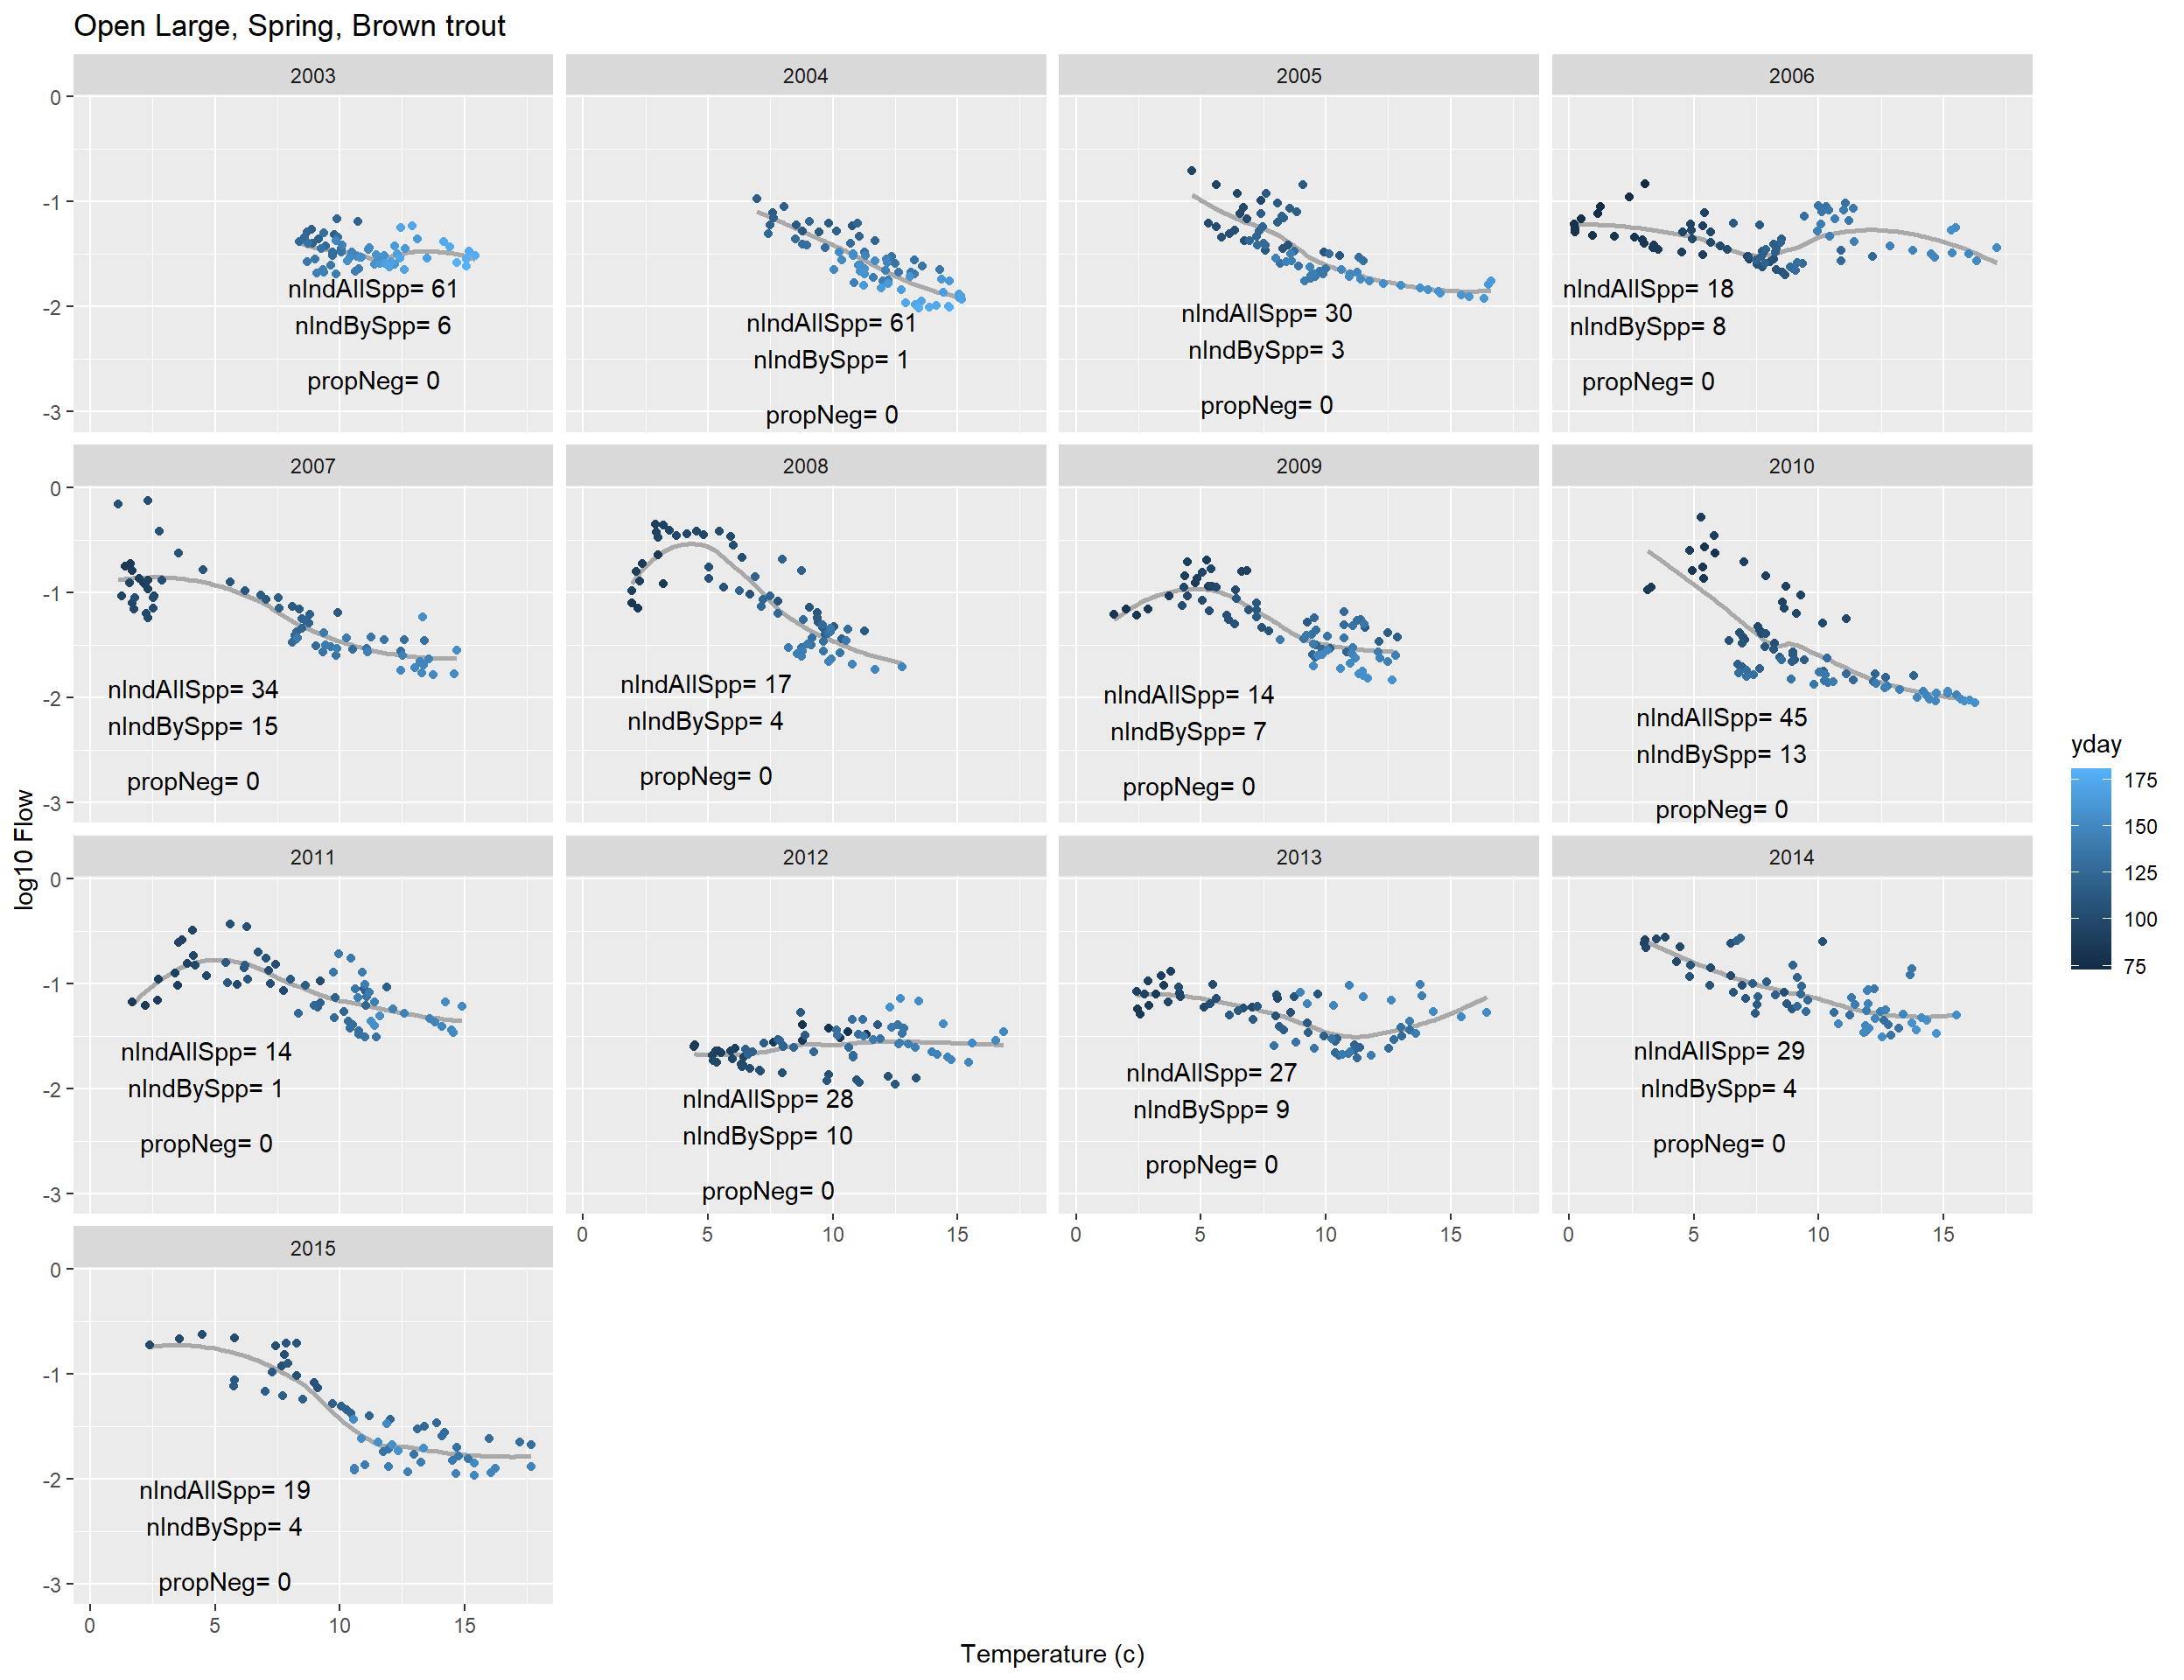 Open Large, Spring, Brown trout
2003
2004
2005
2006
0
-1
-2
-3
nIndAllSpp= 61
nIndBySpp= 6
propNeg= 0
nIndAllSpp= 61
nIndBySpp= 1
propNeg= 0
nIndAllSpp= 30
nIndBySpp= 3
propNeg= 0
nIndAllSpp= 18
nIndBySpp= 8
propNeg= 0
2007
2008
2009
2010
0
-1
-2
-3
nIndAllSpp= 34
nIndBySpp= 15
propNeg= 0
nIndAllSpp= 17
nIndBySpp= 4
propNeg= 0
nIndAllSpp= 14
nIndBySpp= 7
propNeg= 0
nIndAllSpp= 45
nIndBySpp= 13
propNeg= 0
2011
2012
2013
2014
0
-1
-2
-3
nIndAllSpp= 14
nIndBySpp= 1
propNeg= 0
nIndAllSpp= 28
nIndBySpp= 10
propNeg= 0
nIndAllSpp= 27
nIndBySpp= 9
propNeg= 0
nIndAllSpp= 29
nIndBySpp= 4
propNeg= 0
0 5 10 15
0 5 10 15
0 5 10 15
2015
0
-1
-2
-3
nIndAllSpp= 19
nIndBySpp= 4
propNeg= 0
0 5 10 15
Temperature (c)
log10 Flow
yday
175
150
125
100
75